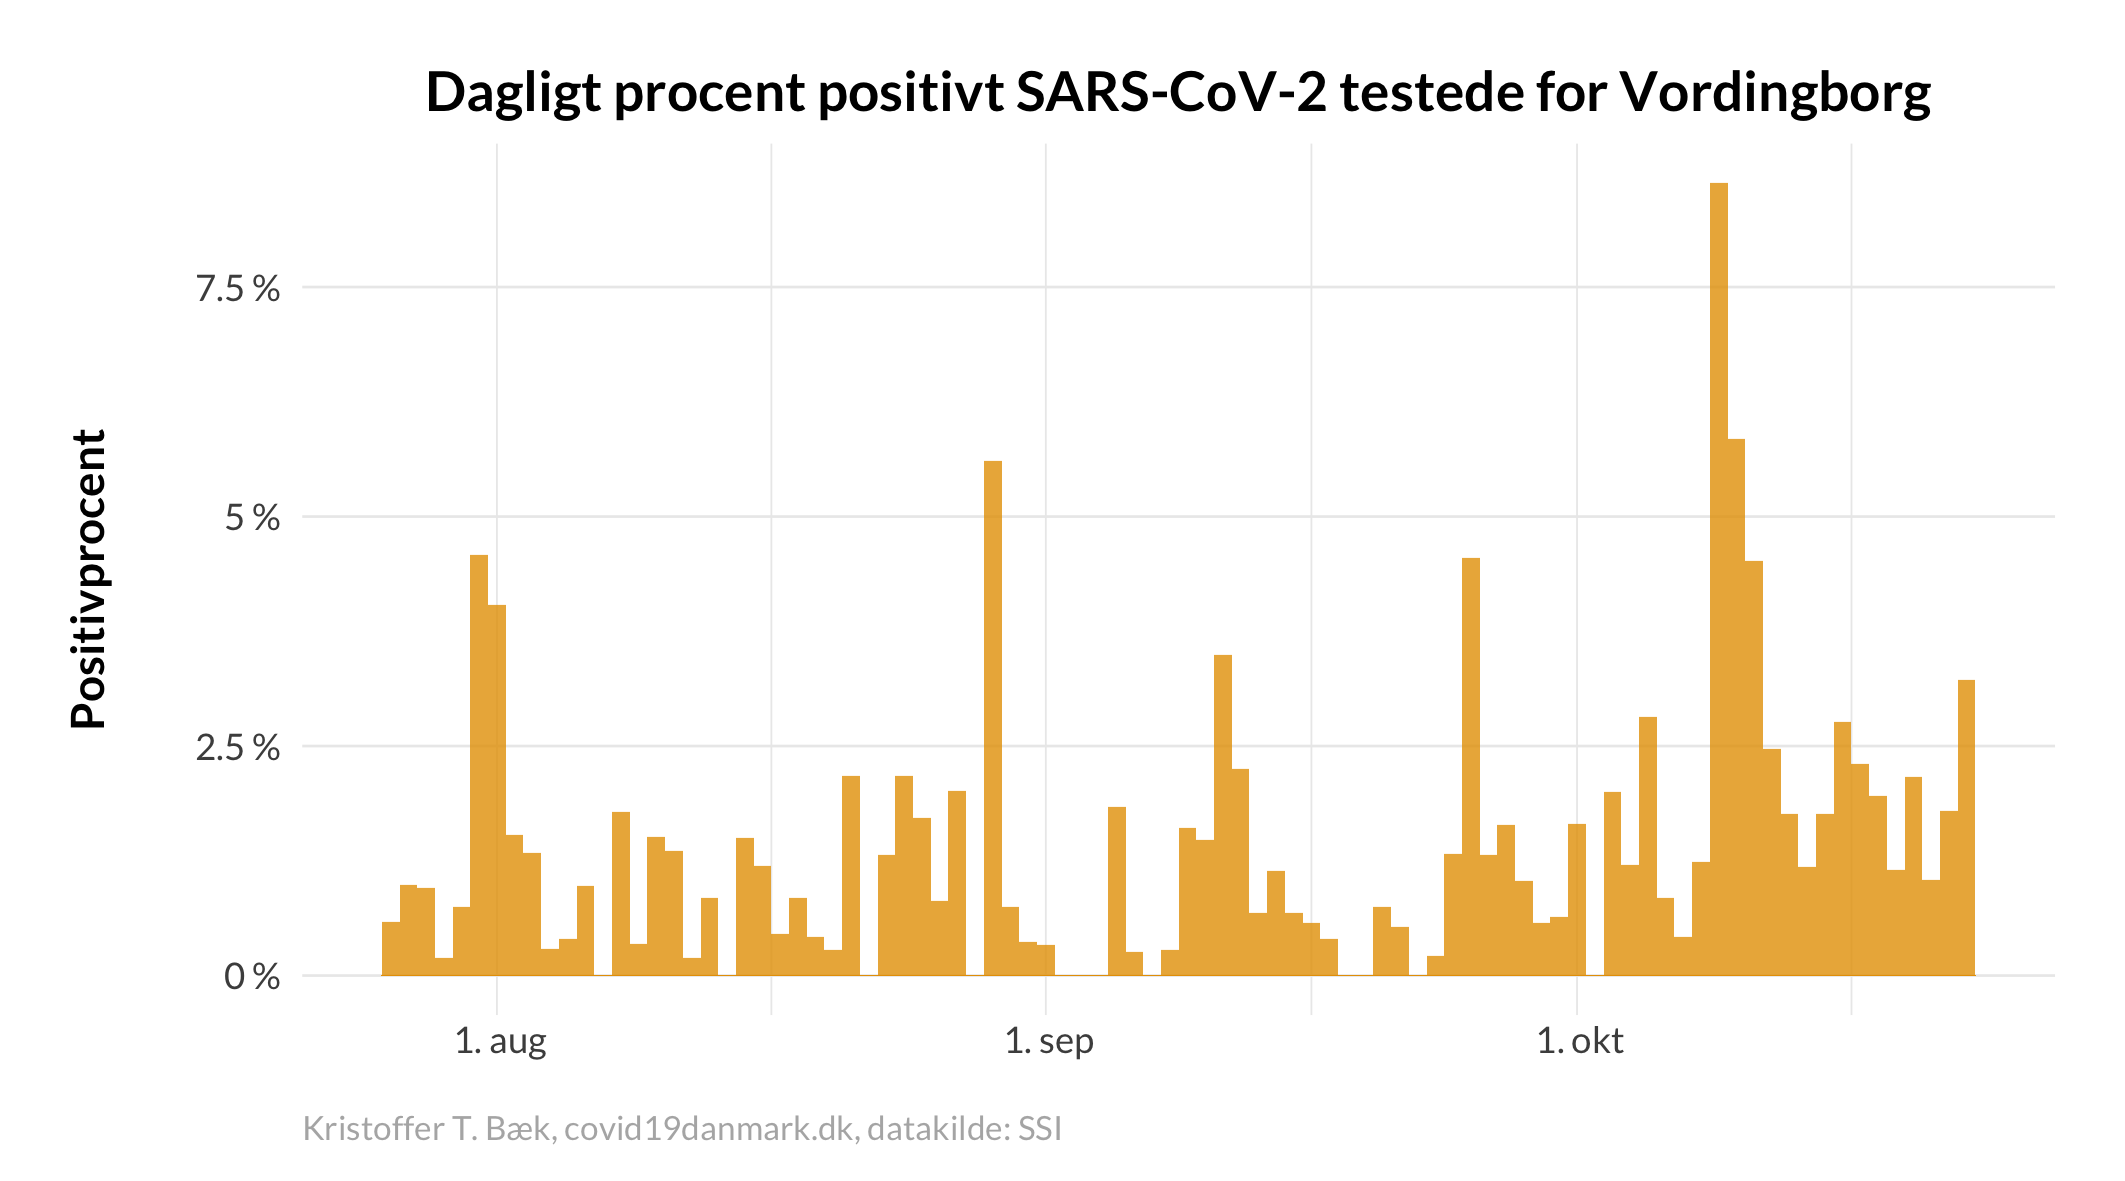 Dagligt procent positivt SARS-CoV-2 testede for Vordingborg
Positivprocent
7.5 %
5 %
2.5 %
0 %
1. aug
1. sep
1. okt
Kristoffer T. Bæk, covid19danmark.dk, datakilde: SSI